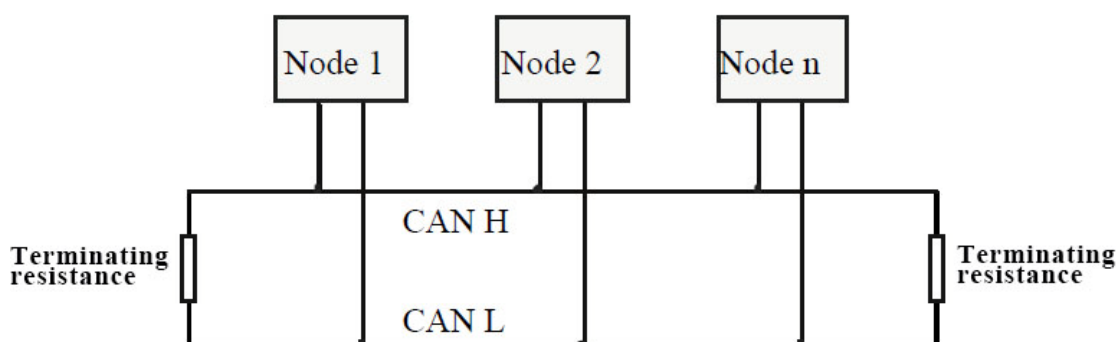 Node 1
Node 2
Node n
CAN H
Terminating
resistance
Terminating
resistance
CAN L